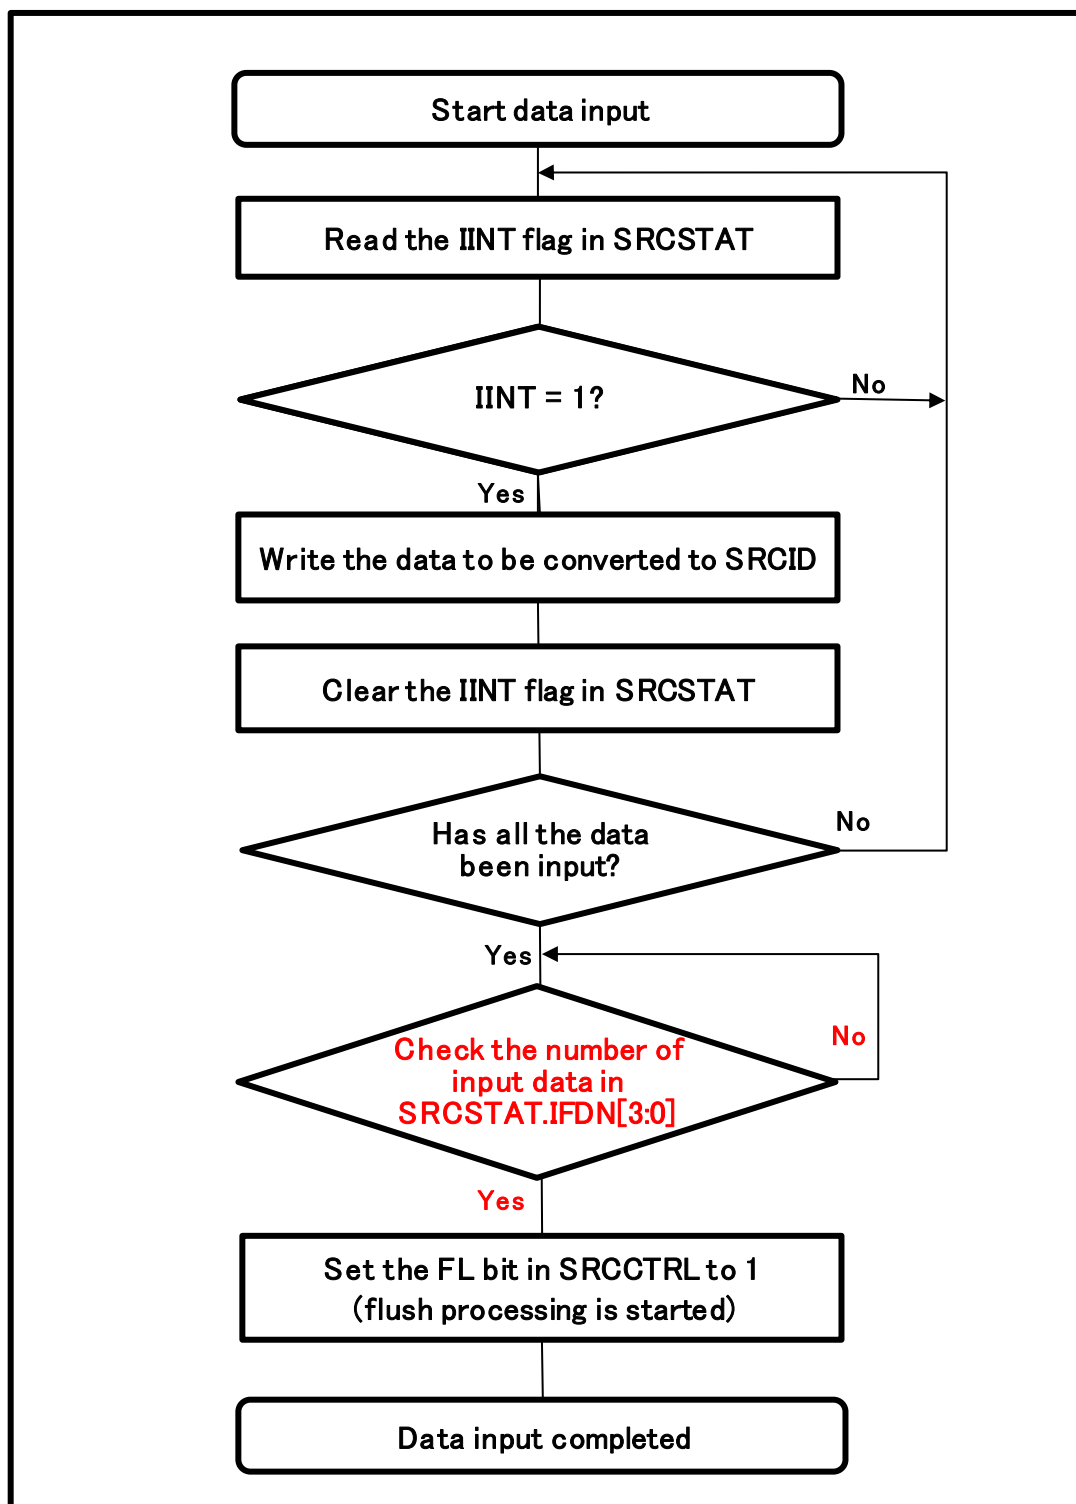 Start data input
Read the IINT flag in SRCSTAT
IINT = 1?
No
Yes
Write the data to be converted to SRCID
Clear the IINT flag in SRCSTAT
Has all the data
been input?
No
Yes
Check the number of
input data in
SRCSTAT.IFDN[3:0]
No
Yes
Set the FL bit in SRCCTRL to 1
(flush processing is started)
Data input completed